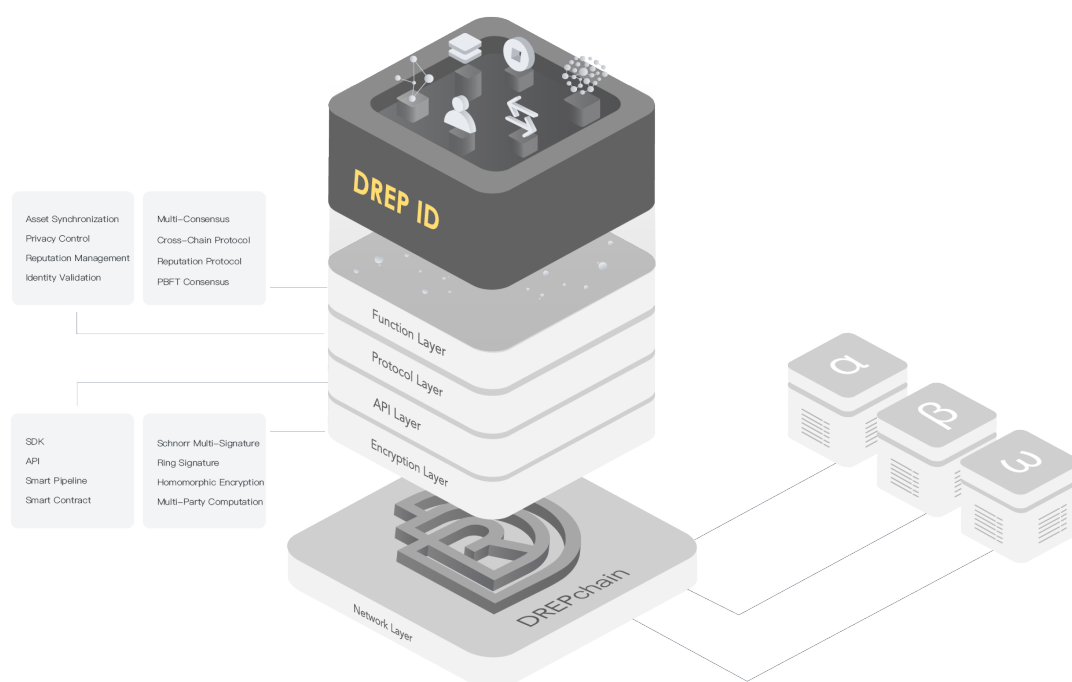 DREP ID
Asset Synchronization
Privacy Control
Reputation Management
Identity Validation
Multi-Consensus
Cross-Chain Protocol
Reputation Protocol
PBFT Consensus
Function Layer
Protocol Layer
API Layer
Encryption Layer
SDK
API
Smart Pipeline
Smart Contract
Schnorr Multi-Signature
Ring Signature
Homomorphic Encryption
Multi-Party Computation
α
β
ω
DREPchain
Network Layer